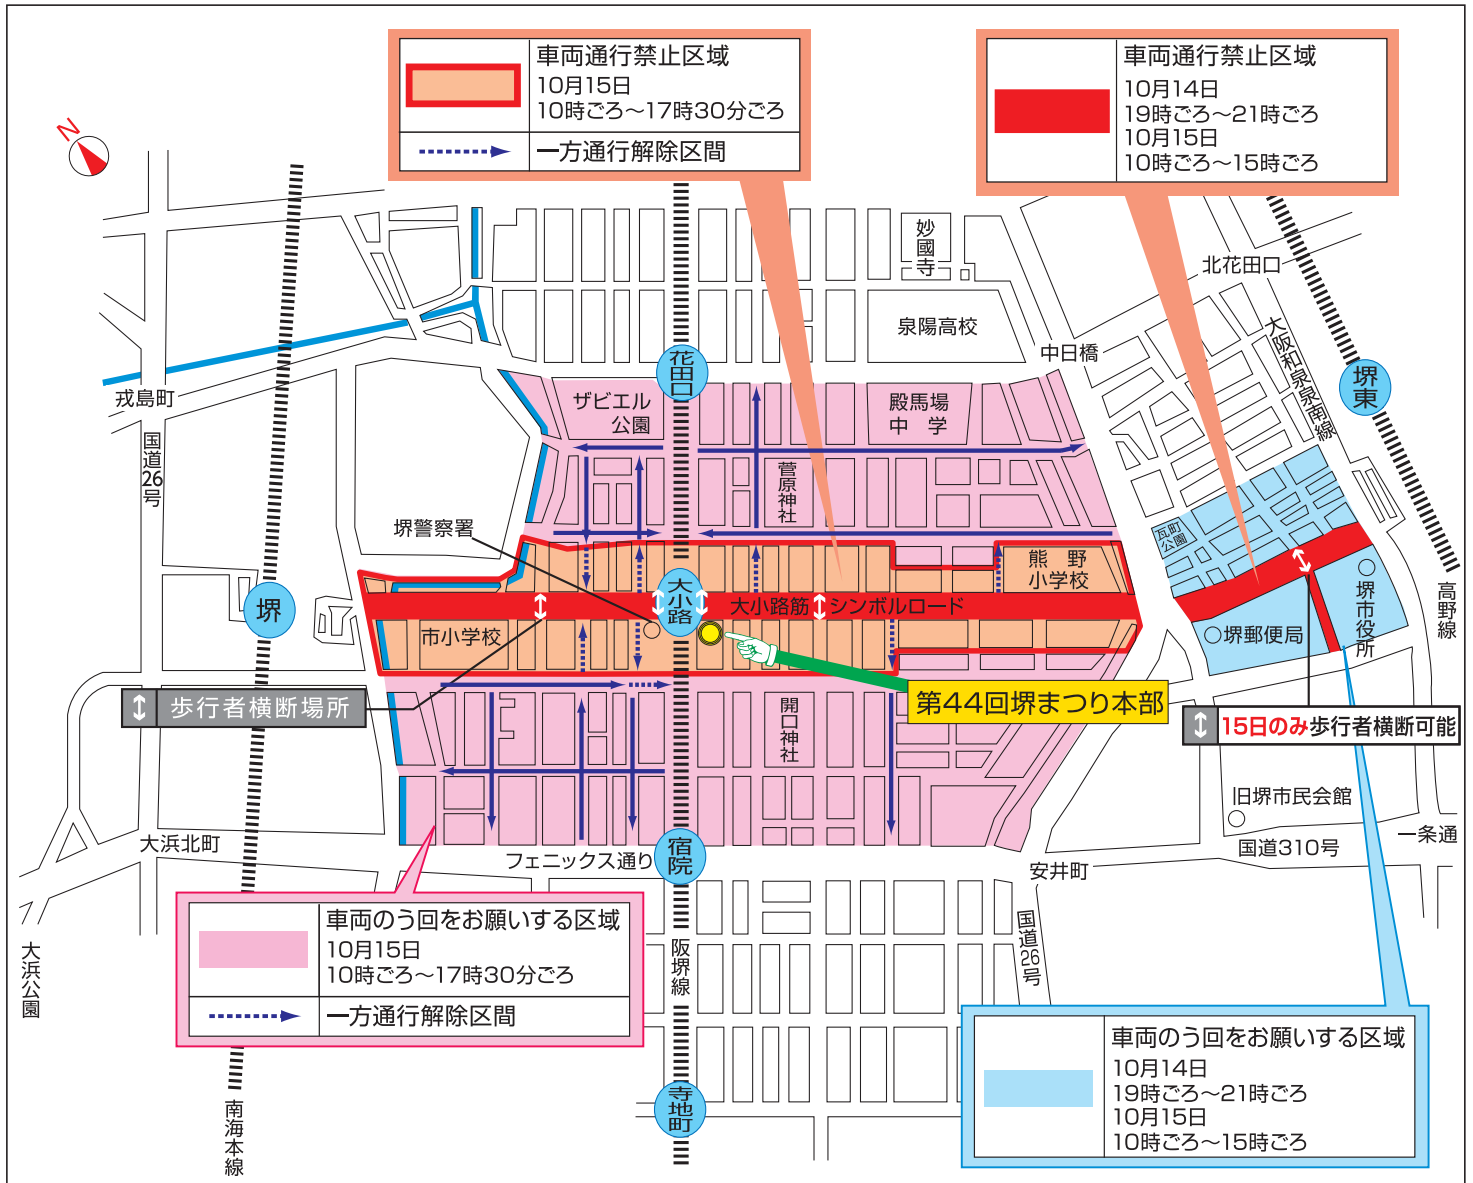 車両通行禁止区域
10月15日
10時ごろ～17時30分ごろ
一方通行解除区間
車両通行禁止区域
10月14日
19時ごろ～21時ごろ
10月15日
10時ごろ～15時ごろ
N
妙國寺
北花田口
泉陽高校
大阪和泉泉南線
中日橋
花田口
堺東
戎島町
ザビエル
公園
殿馬場
中学
国道26号
菅原神社
堺警察署
瓦町
公園
熊野
小学校
堺
大小路
大小路筋
シンボルロード
高野線
市小学校
堺郵便局
堺市役所
歩行者横断場所
第44回堺まつり本部
15日のみ歩行者横断可能
開口神社
旧堺市民会館
大浜北町
一条通
国道310号
フェニックス通り
宿院
安井町
車両のう回をお願いする区域
10月15日
10時ごろ～17時30分ごろ
一方通行解除区間
大浜公園
阪堺線
国道26号
車両のう回をお願いする区域
10月14日
19時ごろ～21時ごろ
10月15日
10時ごろ～15時ごろ
寺地町
南海本線